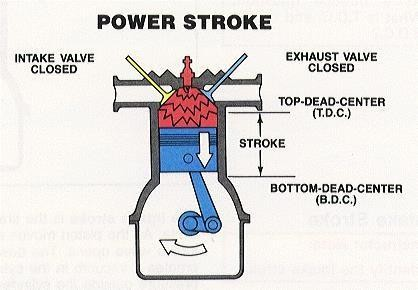 POWER STROKE
INTAKE VALVE
CLOSED
EXHAUST VALVE
CLOSED
TOP-DEAD-CENTER
(T.D.C.)
STROKE
BOTTOM-DEAD-CENTER
(B.D.C.)